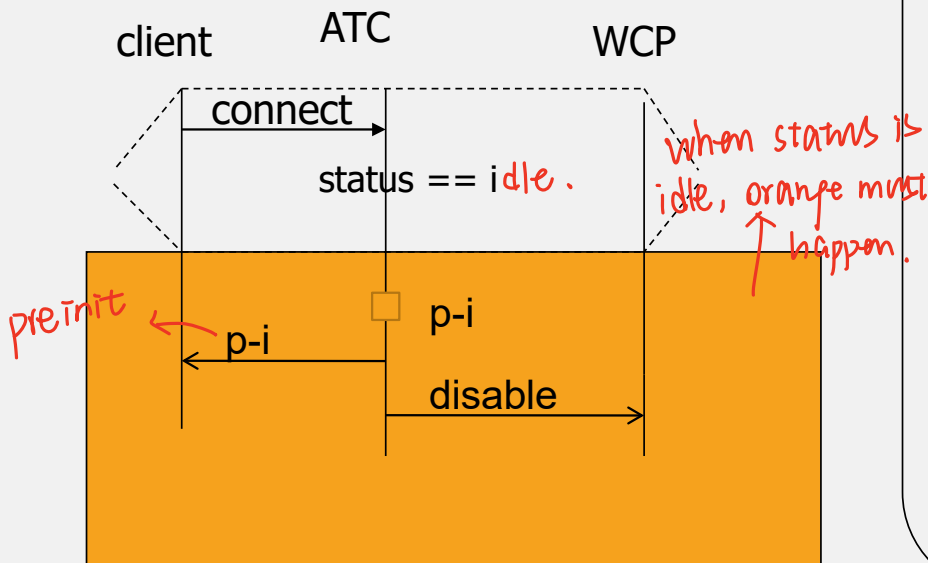 client
ATC
WCP
connect
status == idle.
when status is
idle, orange must
happen.
p-i
preinit
p-i
disable